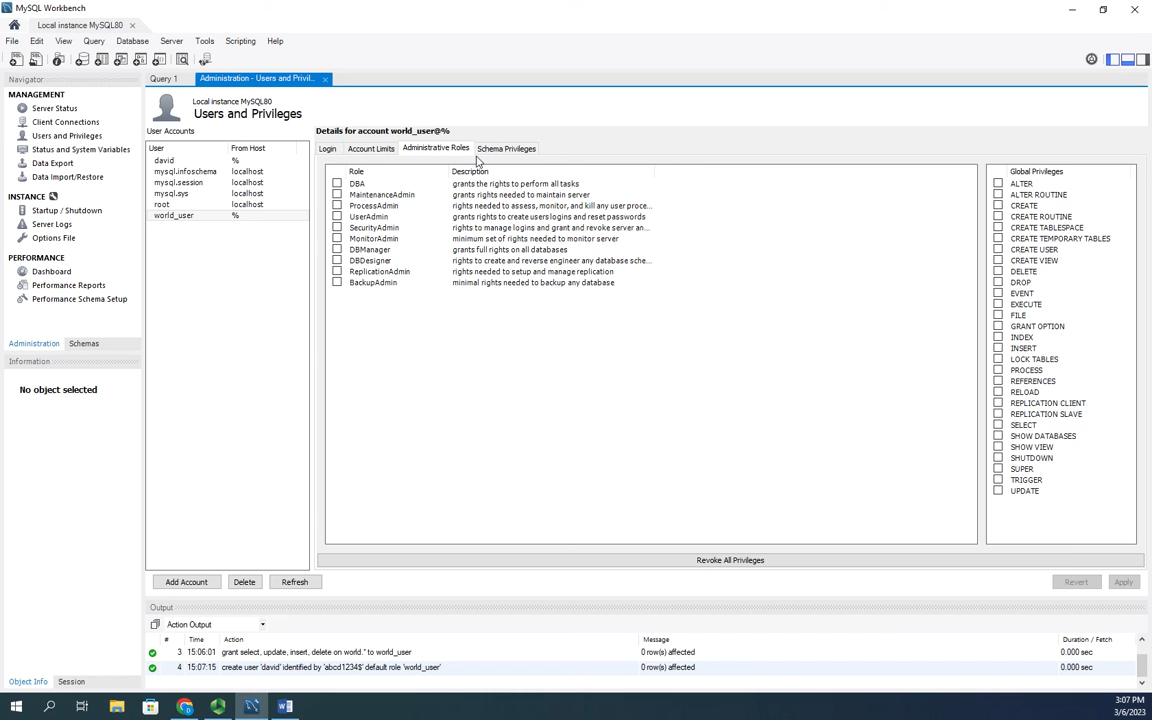 MySQL Workbench
Local instance MySQL80
File Edit View Query Database Server Tools Scripting Help
Navigator
MANAGEMENT
Server Status
Client Connections
Users and Privileges
Status and System Variables
Data Export
Data Import/Restore
INSTANCE
Startup / Shutdown
Server Logs
Options File
PERFORMANCE
Dashboard
Performance Reports
Performance Schema Setup
Administration Schemas
Information
No object selected
Object Info Session
Query 1 Administration - Users and Privil...
Local instance MySQL80
Users and Privileges
User Accounts
User From Host
david %
mysql.infoschema localhost
mysql.session localhost
mysql.sys localhost
root localhost
world_user %
Add Account Delete Refresh
Details for account world_user@%
Login Account Limits Administrative Roles Schema Privileges
Role Description
DBA grants the rights to perform all tasks
MaintenanceAdmin grants rights needed to maintain server
ProcessAdmin rights needed to assess, monitor, and kill any user proce...
UserAdmin grants rights to create users logins and reset passwords
SecurityAdmin rights to manage logins and grant and revoke server an...
MonitorAdmin minimum set of rights needed to monitor server
DBManager grants full rights on all databases
DBDesigner rights to create and reverse engineer any database sche...
ReplicationAdmin rights needed to setup and manage replication
BackupAdmin minimal rights needed to backup any database
Global Privileges
ALTER
ALTER ROUTINE
CREATE
CREATE ROUTINE
CREATE TABLESPACE
CREATE TEMPORARY TABLES
CREATE USER
CREATE VIEW
DELETE
DROP
EVENT
EXECUTE
FILE
GRANT OPTION
INDEX
INSERT
LOCK TABLES
PROCESS
REFERENCES
RELOAD
REPLICATION CLIENT
REPLICATION SLAVE
SELECT
SHOW DATABASES
SHOW VIEW
SHUTDOWN
SUPER
TRIGGER
UPDATE
Revoke All Privileges
Revert Apply
Output
Action Output
# Time Action Message Duration / Fetch
3 15:06:01 grant select, update, insert, delete on world.* to world_user 0 row(s) affected 0.000 sec
4 15:07:15 create user 'david' identified by 'abcd1234$' default role 'world_user' 0 row(s) affected 0.000 sec
3:07 PM
3/6/2023